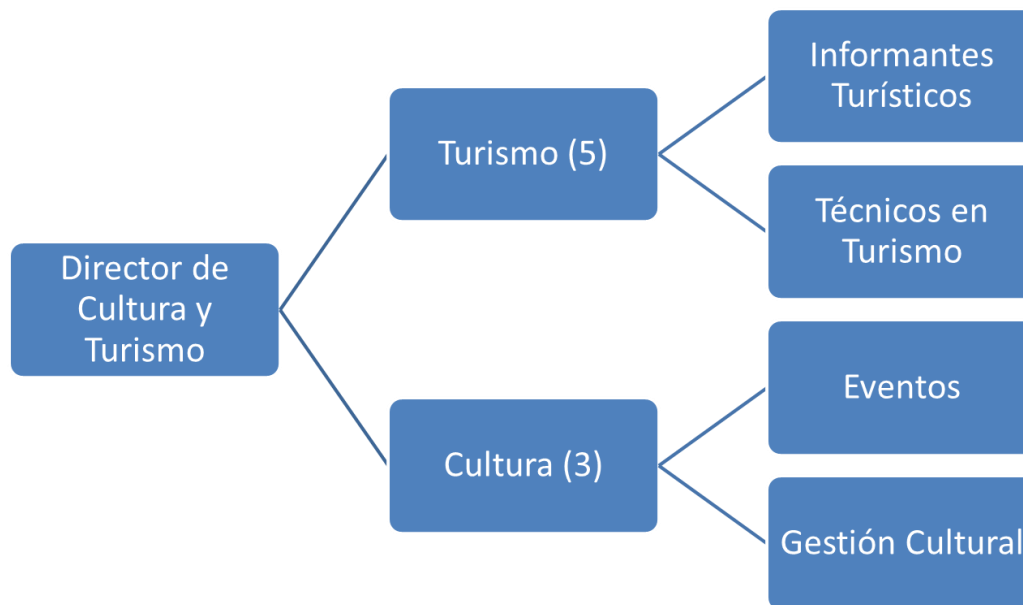 Director de
Cultura y
Turismo
Turismo (5)
Informantes
Turísticos
Técnicos en
Turismo
Cultura (3)
Eventos
Gestión Cultural